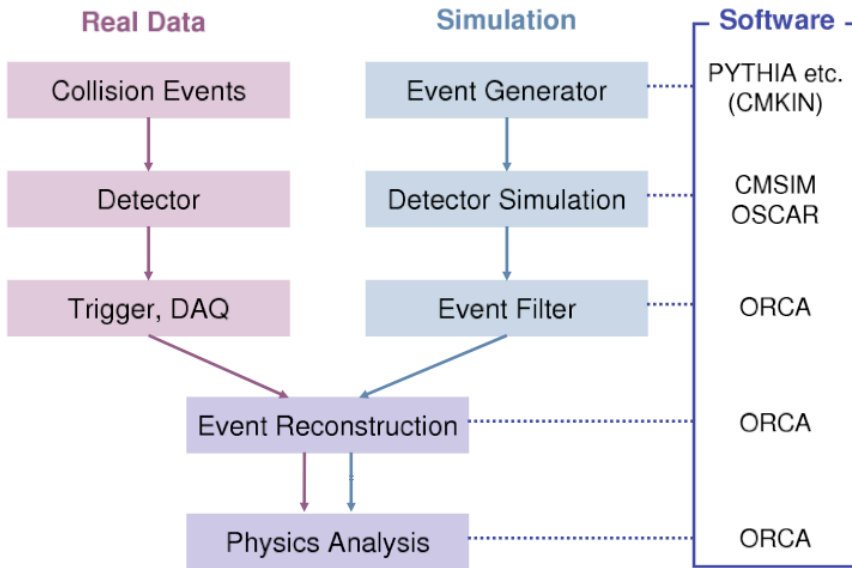 Real Data
Simulation
Software
Collision Events
Event Generator
PYTHIA etc.
(CMKIN)
Detector
Detector Simulation
CMSIM
OSCAR
Trigger, DAQ
Event Filter
ORCA
Event Reconstruction
ORCA
Physics Analysis
ORCA